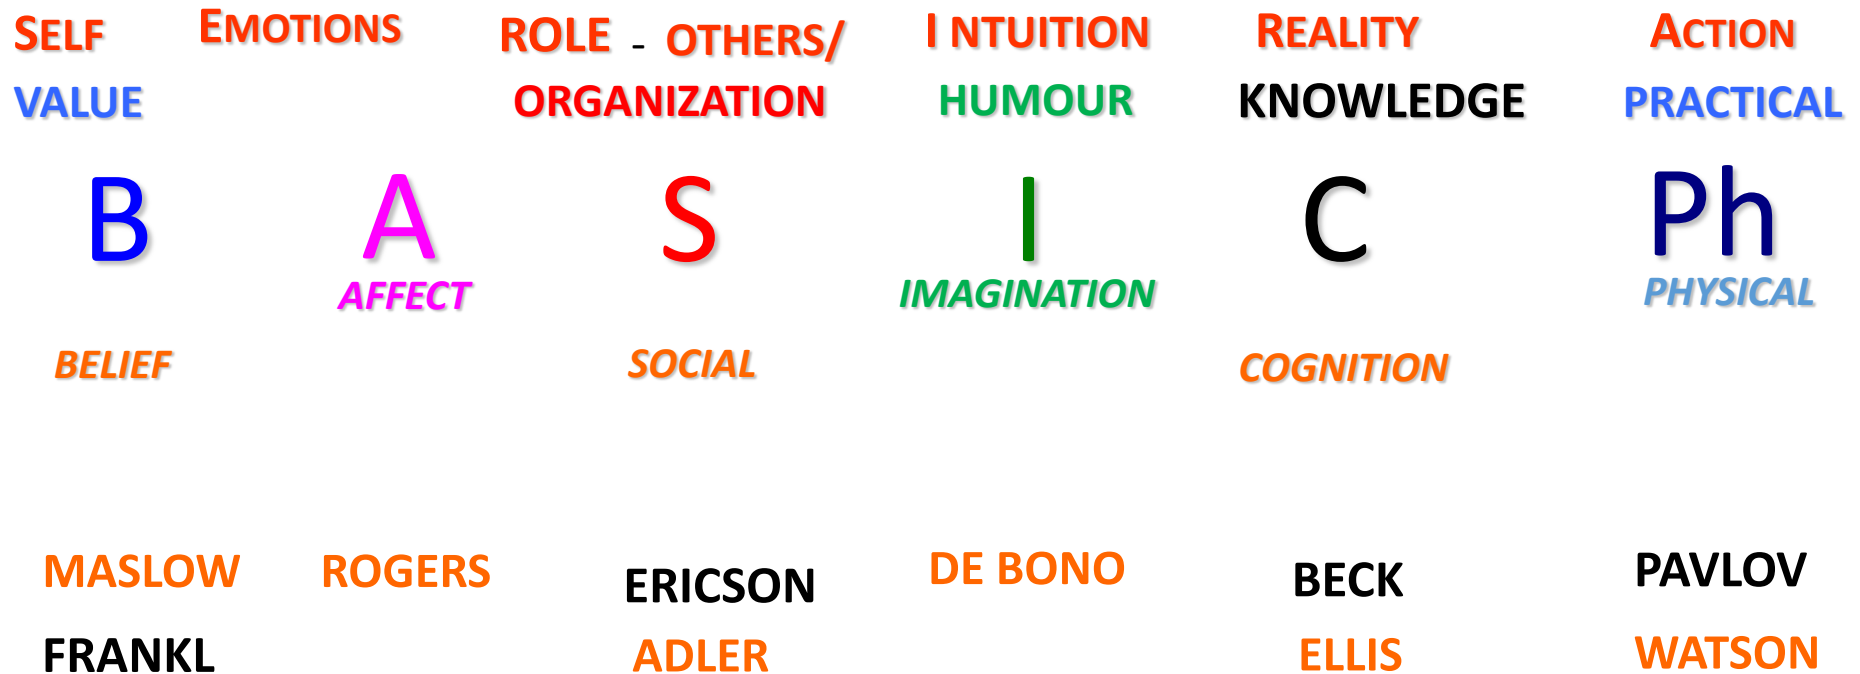 SELF EMOTIONS ROLE - OTHERS/ I NTUITION REALITY ACTION
VALUE ORGANIZATION HUMOUR KNOWLEDGE PRACTICAL
B A S I C Ph
AFFECT IMAGINATION PHYSICAL
BELIEF SOCIAL COGNITION
MASLOW ROGERS ERICSON DE BONO BECK PAVLOV
FRANKL ADLER ELLIS WATSON